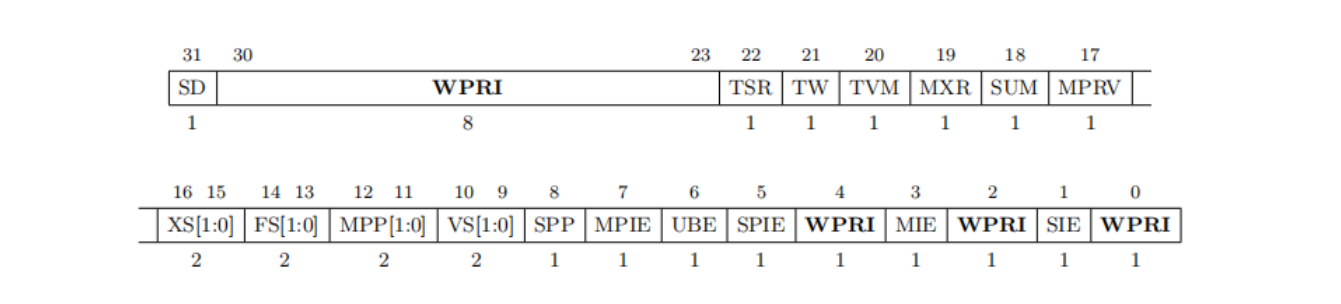 31 30 23 22 21 20 19 18 17
SD WPRI TSR TW TVM MXR SUM MPRV
1 8 1 1 1 1 1 1
16 15 14 13 12 11 10 9 8 7 6 5 4 3 2 1 0
XS[1:0] FS[1:0] MPP[1:0] VS[1:0] SPP MPIE UBE SPIE WPRI MIE WPRI SIE WPRI
2 2 2 2 1 1 1 1 1 1 1 1 1